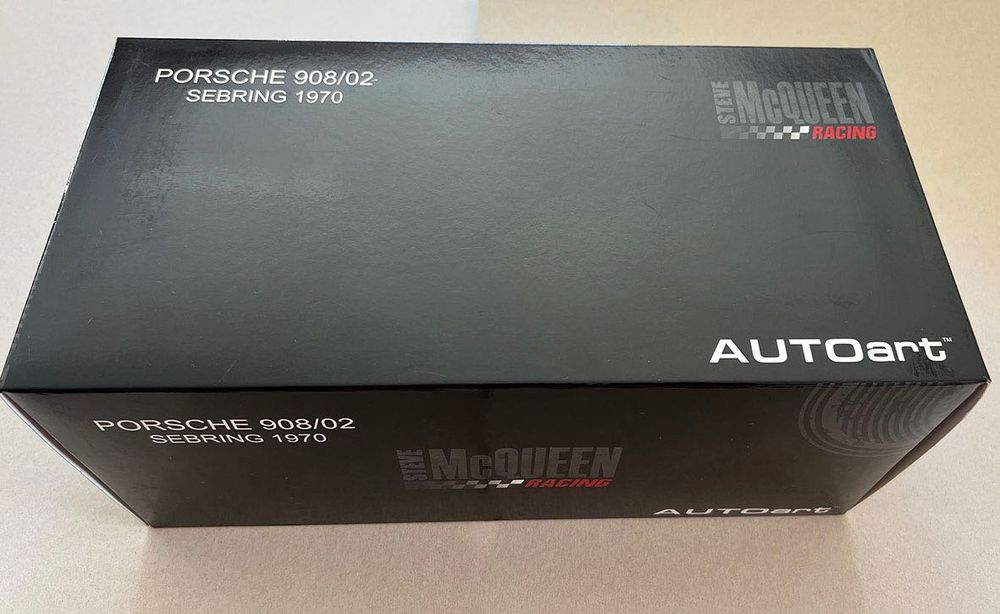 PORSCHE 908/02
SEBRING 1970
STEVE
McQUEEN
RACING
AUTOart™
PORSCHE 908/02
SEBRING 1970
STEVE
McQUEEN
RACING
AUTOart